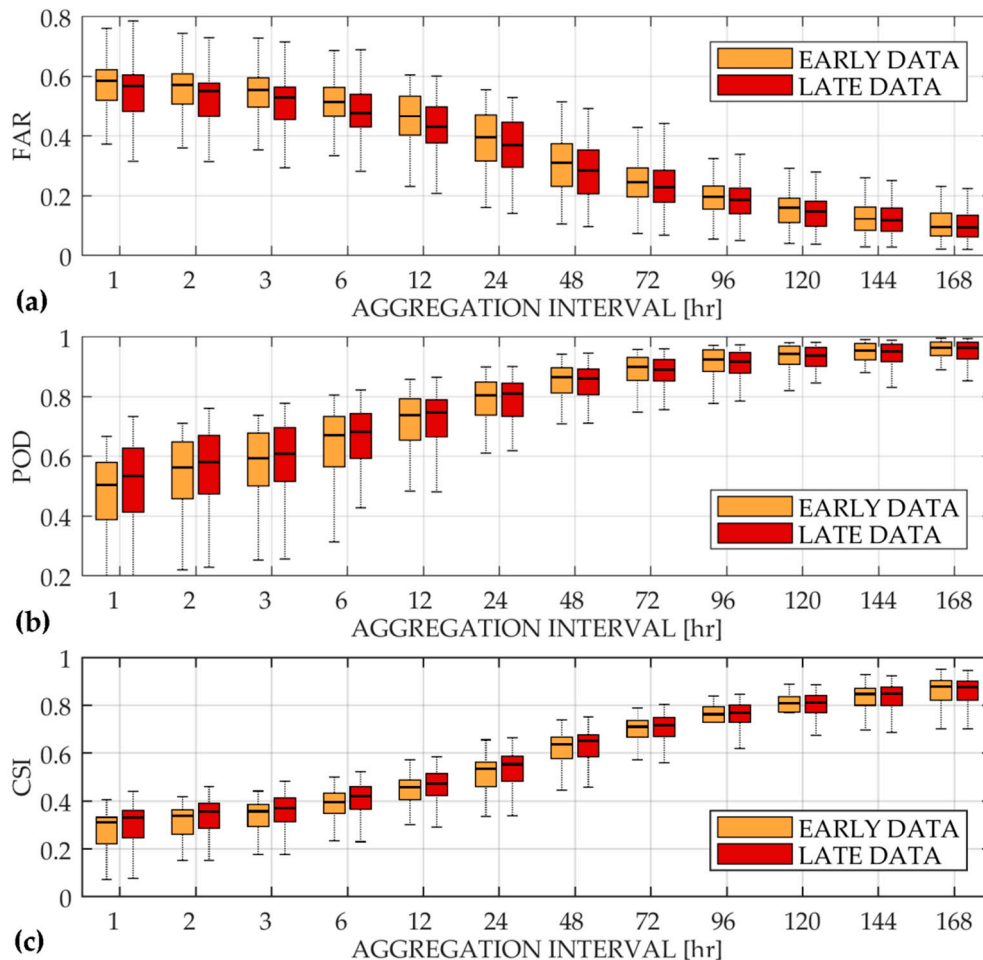 0.8
0.6
0.4
0.2
0
FAR
EARLY DATA
LATE DATA
1 2 3 6 12 24 48 72 96 120 144 168
(a) AGGREGATION INTERVAL [hr]
1
0.8
0.6
0.4
0.2
POD
EARLY DATA
LATE DATA
1 2 3 6 12 24 48 72 96 120 144 168
(b) AGGREGATION INTERVAL [hr]
1
0.8
0.6
0.4
0.2
0
CSI
EARLY DATA
LATE DATA
1 2 3 6 12 24 48 72 96 120 144 168
(c) AGGREGATION INTERVAL [hr]